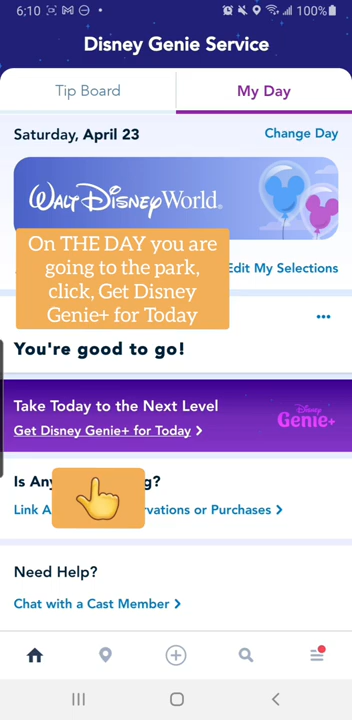 6:10
100%
Disney Genie Service
Tip Board
My Day
Saturday, April 23
Change Day
Walt Disney World.
On THE DAY you are
going to the park,
click, Get Disney
Genie+ for Today
Edit My Selections
You're good to go!
Take Today to the Next Level
Get Disney Genie+ for Today >
Disney
Genie+
Is An g?
Link A vations or Purchases >
Need Help?
Chat with a Cast Member >